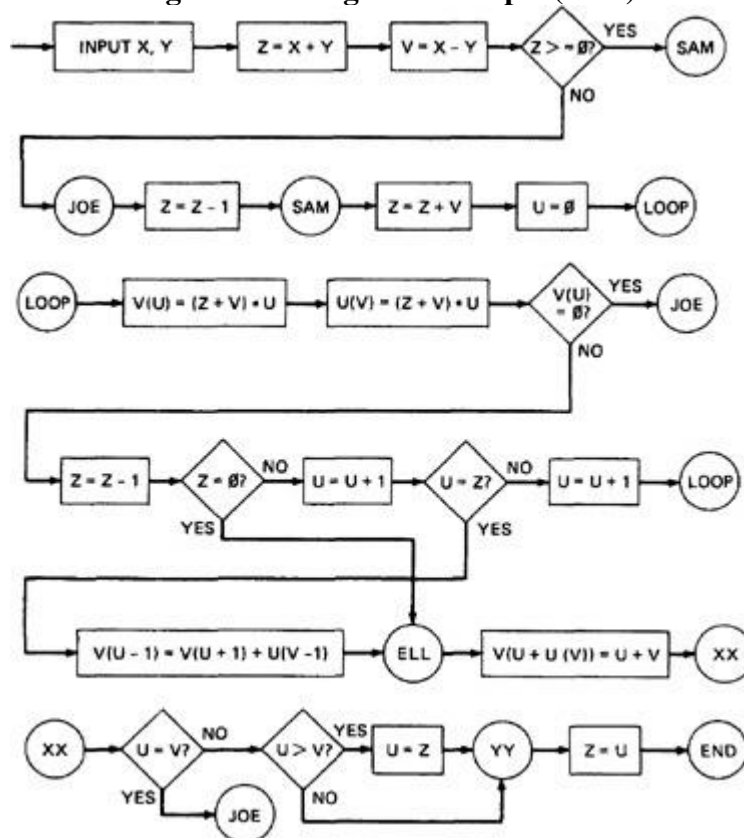 INPUT X, Y
Z = X + Y
V = X - Y
Z > = Ø?
YES
SAM
NO
JOE
Z = Z - 1
SAM
Z = Z + V
U = Ø
LOOP
LOOP
V(U) = (Z + V) * U
U(V) = (Z + V) * U
V(U)
= Ø?
YES
JOE
NO
Z = Z - 1
Z = Ø?
NO
U = U + 1
U = Z?
NO
U = U + 1
LOOP
YES
YES
V(U - 1) = V(U + 1) + U(V - 1)
ELL
V(U + U (V)) = U + V
XX
XX
U = V?
NO
U > V?
YES
U = Z
YY
Z = U
END
YES
JOE
NO